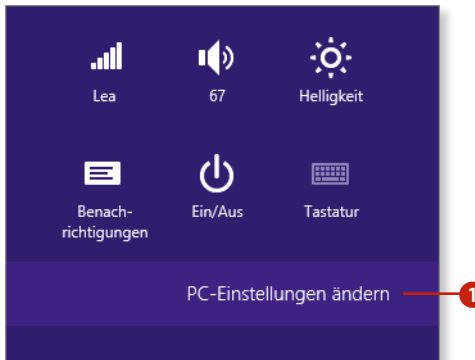 Lea
67
Helligkeit
Benach-
richtigungen
Ein/Aus
Tastatur
PC-Einstellungen ändern
1